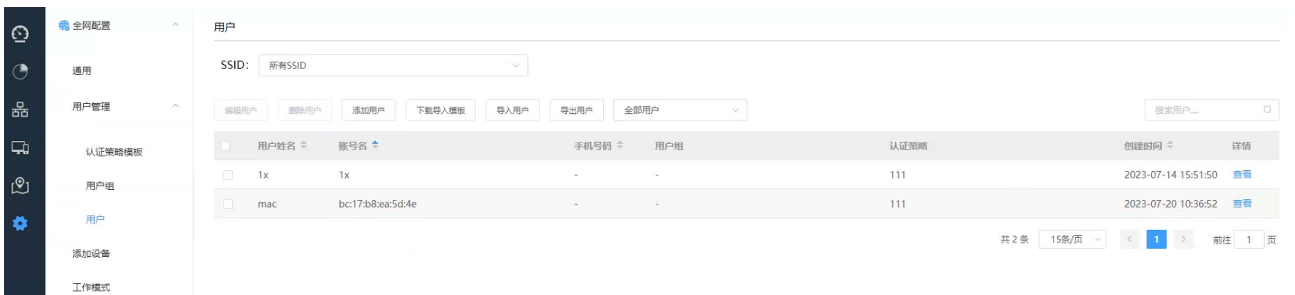 全网配置
通用
用户管理
认证策略模板
用户组
用户
添加设备
工作模式
用户
SSID: 所有SSID
编辑用户 删除用户 添加用户 下载导入模板 导入用户 导出用户 全部用户 搜索用户...
用户姓名 账号名 手机号码 用户组 认证策略 创建时间 详情
1x 1x - - 111 2023-07-14 15:51:50 查看
mac bc:17:b8:ea:5d:4e - - 111 2023-07-20 10:36:52 查看
共 2 条 15条/页 1 前往 1 页